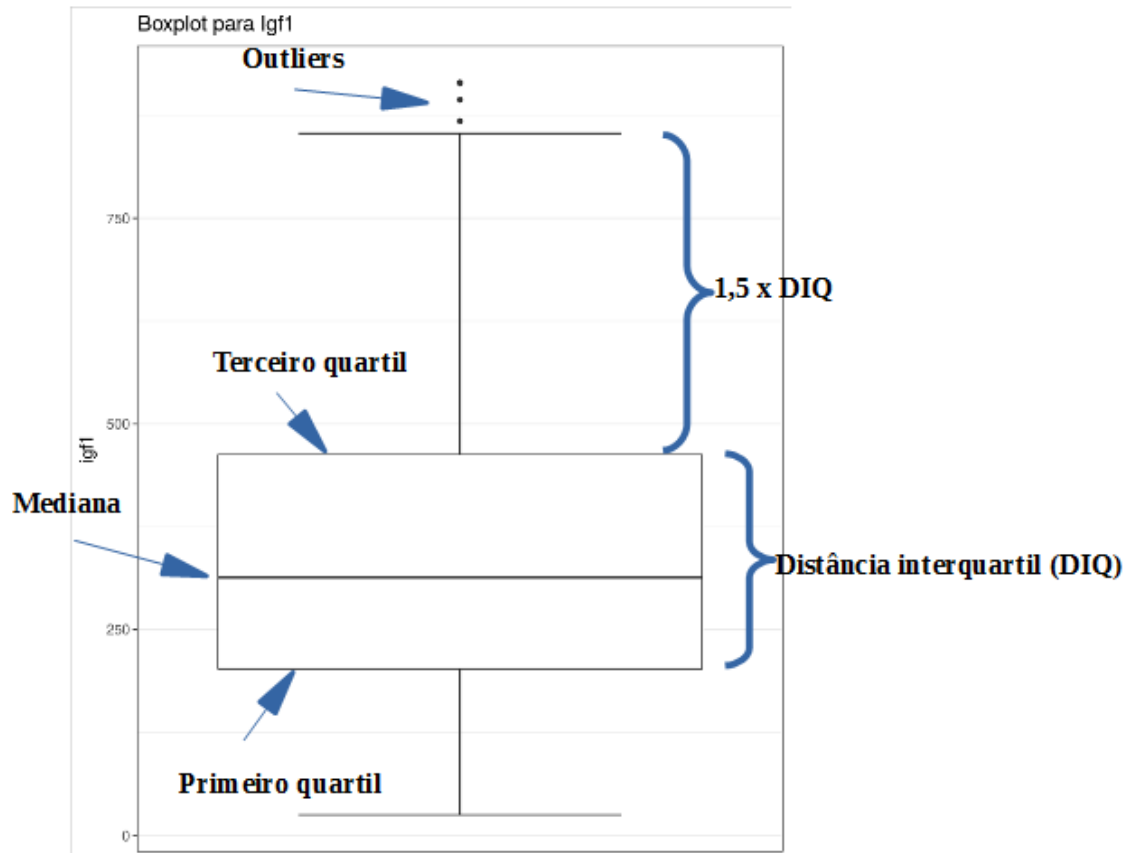 Boxplot para Igf1
Outliers
750
1,5 x DIQ
Terceiro quartil
500
igf1
Mediana
Distância interquartil (DIQ)
250
Primeiro quartil
0